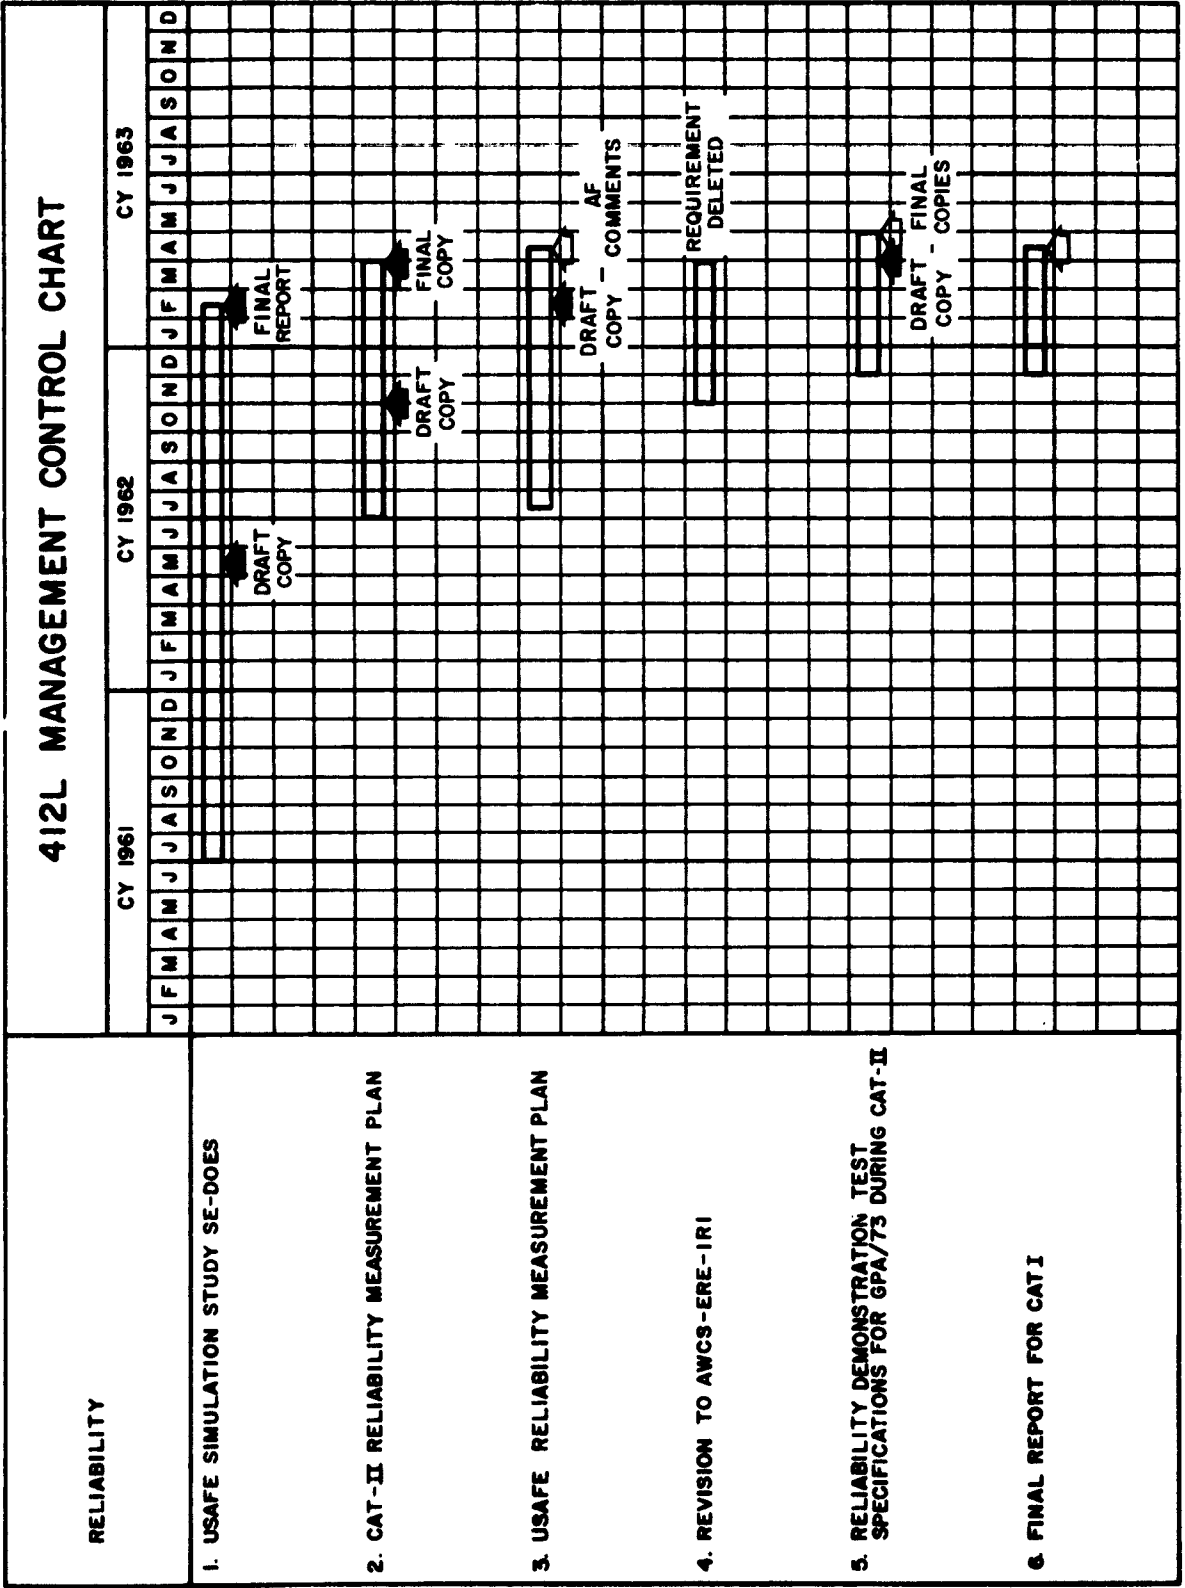 412L MANAGEMENT CONTROL CHART
RELIABILITY
CY 1961
CY 1962
CY 1963
J F M A M J J A S O N D J F M A M J J A S O N D J F M A M J J A S O N D
1. USAFE SIMULATION STUDY SE-DOES
DRAFT
COPY
FINAL
REPORT
2. CAT-II RELIABILITY MEASUREMENT PLAN
DRAFT
COPY
FINAL
COPY
3. USAFE RELIABILITY MEASUREMENT PLAN
DRAFT
COPY
- AF
COMMENTS
4. REVISION TO AWCS-ERE-IRI
REQUIREMENT
DELETED
5. RELIABILITY DEMONSTRATION TEST
SPECIFICATIONS FOR GPA/73 DURING CAT-II
DRAFT - FINAL
COPY - COPIES
6. FINAL REPORT FOR CAT I